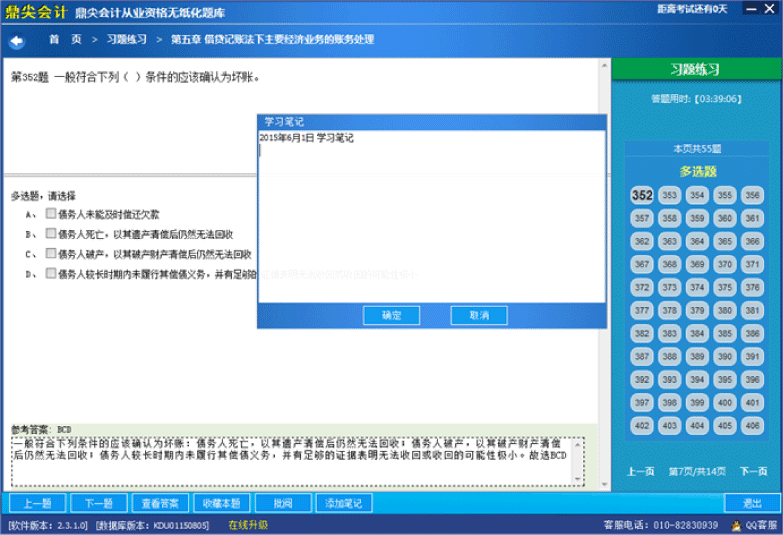 鼎尖会计 鼎尖会计从业资格无纸化题库
距离考试还有0天
首 页 > 习题练习 > 第五章 借贷记账法下主要经济业务的账务处理
第352题 一般符合下列（ ）条件的应该确认为坏账。
习题练习
答题用时:【03:39:06】
学习笔记
2015年6月1日 学习笔记
本页共55题
多选题
352 353 354 355 356
357 358 359 360 361
362 363 364 365 366
367 368 369 370 371
372 373 374 375 376
377 378 379 380 381
382 383 384 385 386
387 388 389 390 391
392 393 394 395 396
397 398 399 400 401
402 403 404 405 406
多选题，请选择
A、 债务人未能及时偿还欠款
B、 债务人死亡，以其遗产清偿后仍然无法回收
C、 债务人破产，以其破产财产清偿后仍然无法回收
D、 债务人较长时期内未履行其偿债义务，并有足够的证据表明无法收回或收回的可能性极小
确定 取消
参考答案: BCD
一般符合下列条件的应该确认为坏账：债务人死亡，以其遗产清偿后仍然无法回收；债务人破产，以其破产财产清偿
后仍然无法回收；债务人较长时期内未履行其偿债义务，并有足够的证据表明无法收回或收回的可能性极小。故选BCD
上一页 第7页/共14页 下一页
上一题 下一题 查看答案 收藏本题 批阅 添加笔记 退出
[软件版本: 2.3.1.0] [数据库版本: KDU01150805] 在线升级
客服电话: 010-82830939 QQ客服